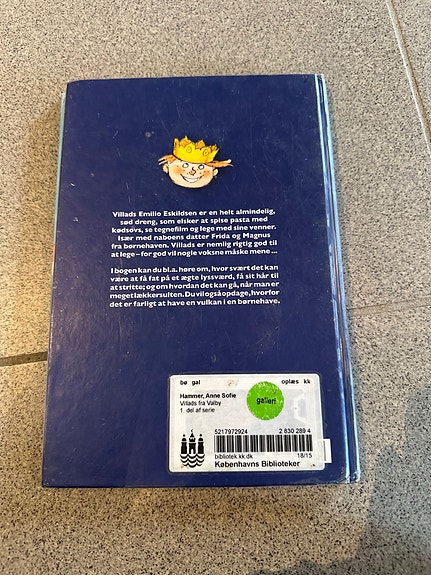 Villads Emilio Eskildsen er en helt almindelig,
sød dreng, som elsker at spise pasta med
kødsovs, se tegnefilm og lege med sine venner.
Især med naboens datter Frida og Magnus
fra børnehaven. Villads er nemlig rigtig god til
at lege – for god vil nogle voksne måske mene ...
I bogen kan du bl.a. høre om, hvor svært det kan
være at få fat på et ægte lyssværd, få sit hår til
at stritte; og om hvordan det kan gå, når man er
meget lækkersulten. Du vil også opdage, hvorfor
det er farligt at have en vulkan i en børnehave.
bø gal oplæs kk
Hammer, Anne Sofie
Villads fra Valby
1. del af serie
galleri
5217972924 2 830 289 4
bibliotek.kk.dk 18/15
Københavns Biblioteker